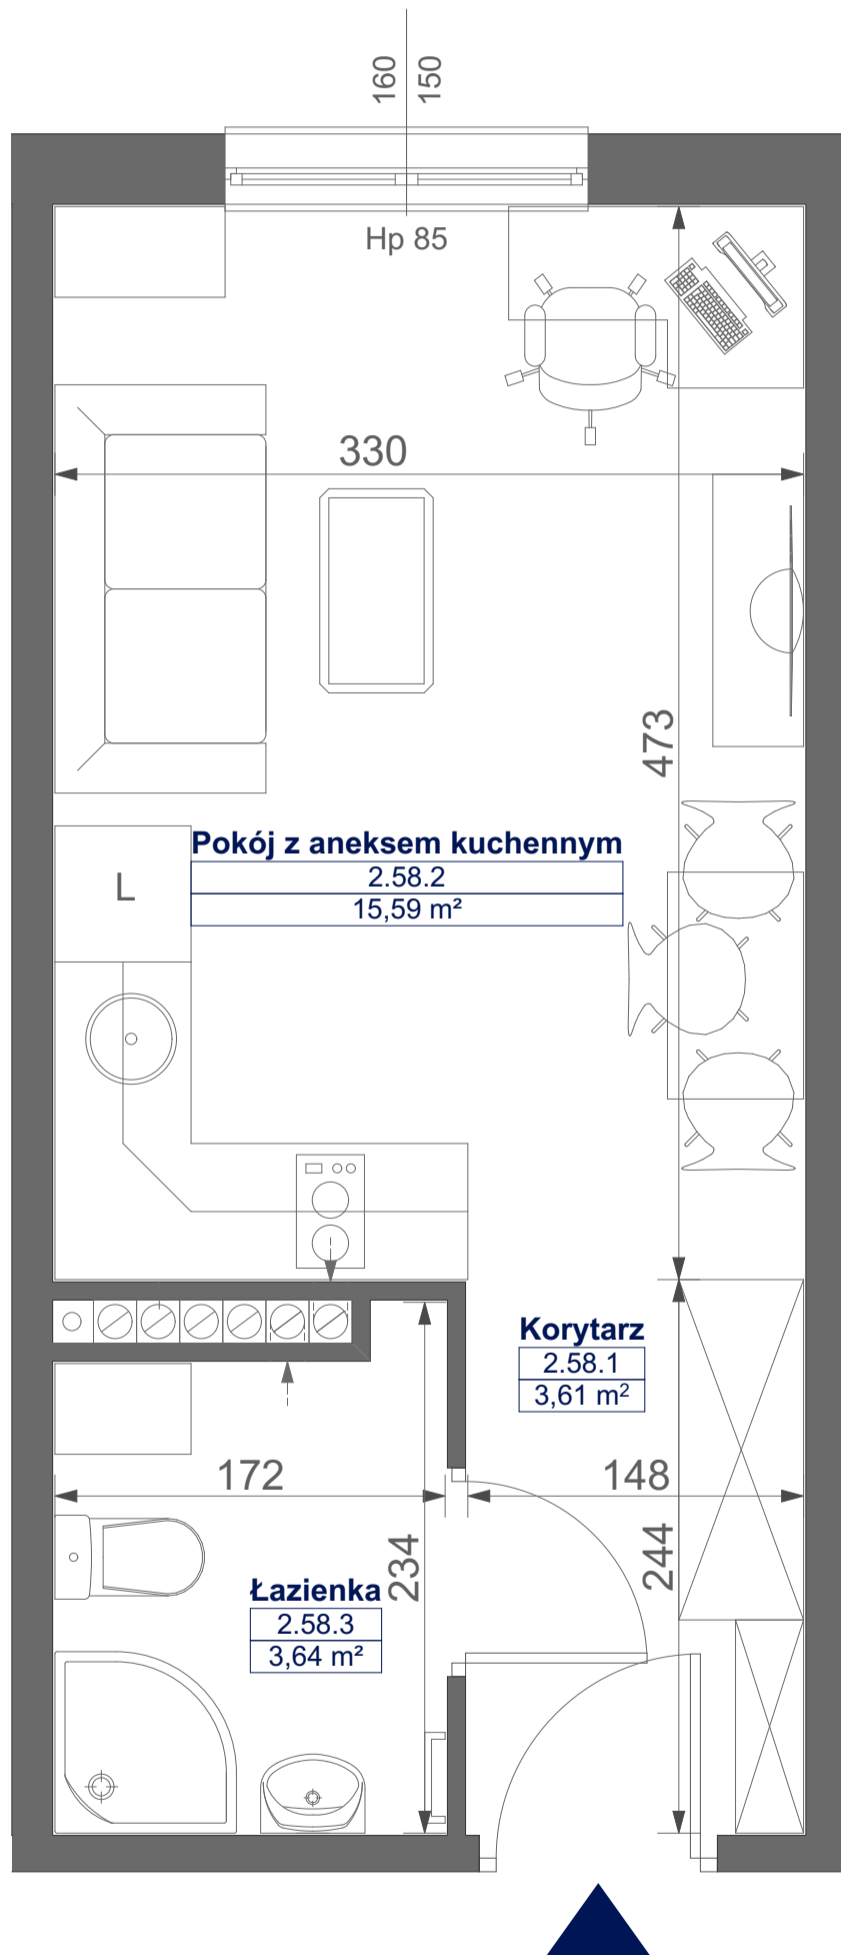 160
150
Hp 85
330
473
Pokój z aneksem kuchennym
2.58.2
15,59 m²
L
Korytarz
2.58.1
3,61 m²
172
148
234
244
Łazienka
2.58.3
3,64 m²